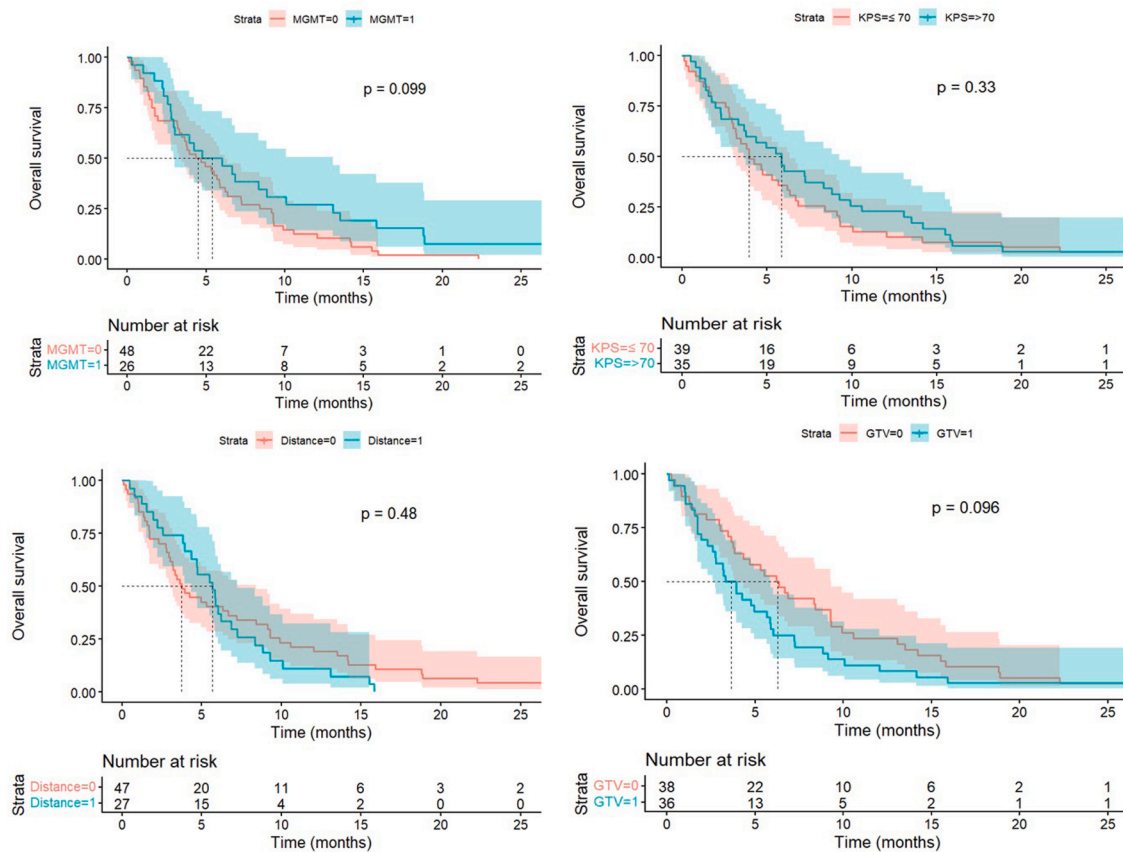 Strata MGMT=0 MGMT=1
Overall survival
1.00
0.75
0.50
0.25
0.00
p = 0.099
0 5 10 15 20 25
Time (months)
Number at risk
Strata
MGMT=0 48 22 7 3 1 0
MGMT=1 26 13 8 5 2 2
0 5 10 15 20 25
Time (months)
Strata KPS=≤ 70 KPS=>70
Overall survival
1.00
0.75
0.50
0.25
0.00
p = 0.33
0 5 10 15 20 25
Time (months)
Number at risk
Strata
KPS=≤ 70 39 16 6 3 2 1
KPS=>70 35 19 9 5 1 1
0 5 10 15 20 25
Time (months)
Strata Distance=0 Distance=1
Overall survival
1.00
0.75
0.50
0.25
0.00
p = 0.48
0 5 10 15 20 25
Time (months)
Number at risk
Strata
Distance=0 47 20 11 6 3 2
Distance=1 27 15 4 2 0 0
0 5 10 15 20 25
Time (months)
Strata GTV=0 GTV=1
Overall survival
1.00
0.75
0.50
0.25
0.00
p = 0.096
0 5 10 15 20 25
Time (months)
Number at risk
Strata
GTV=0 38 22 10 6 2 1
GTV=1 36 13 5 2 1 1
0 5 10 15 20 25
Time (months)